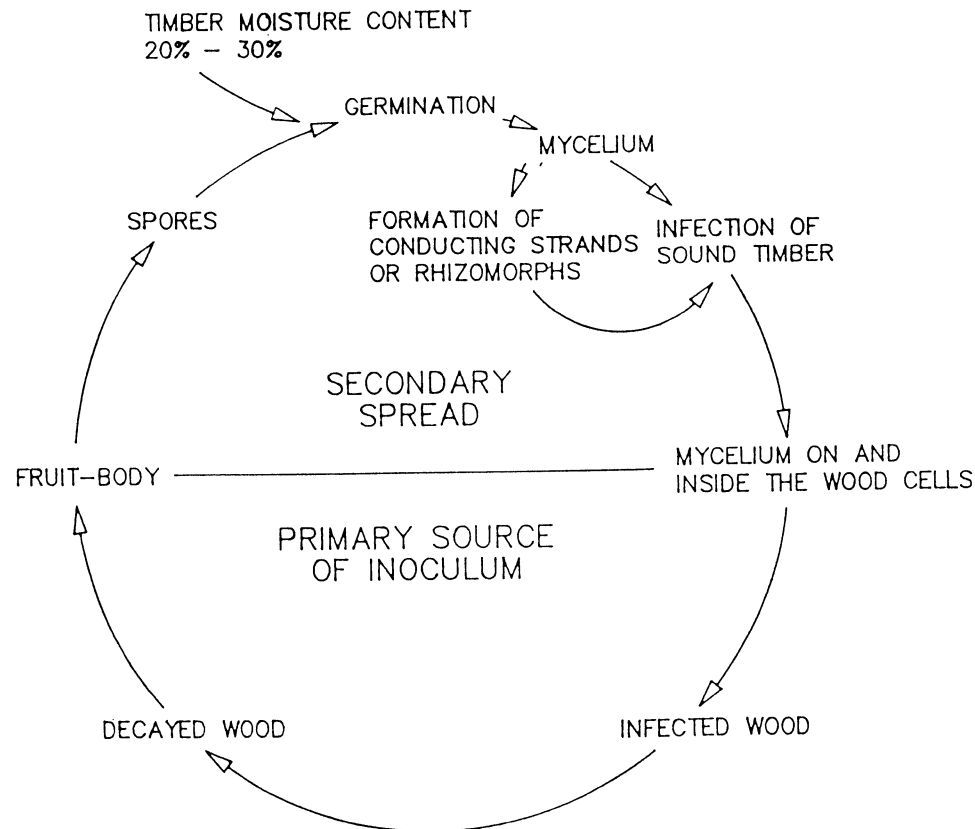 TIMBER MOISTURE CONTENT
20% – 30%
GERMINATION
MYCELIUM
SPORES
FORMATION OF
CONDUCTING STRANDS
OR RHIZOMORPHS
INFECTION OF
SOUND TIMBER
SECONDARY
SPREAD
FRUIT–BODY
MYCELIUM ON AND
INSIDE THE WOOD CELLS
PRIMARY SOURCE
OF INOCULUM
DECAYED WOOD
INFECTED WOOD